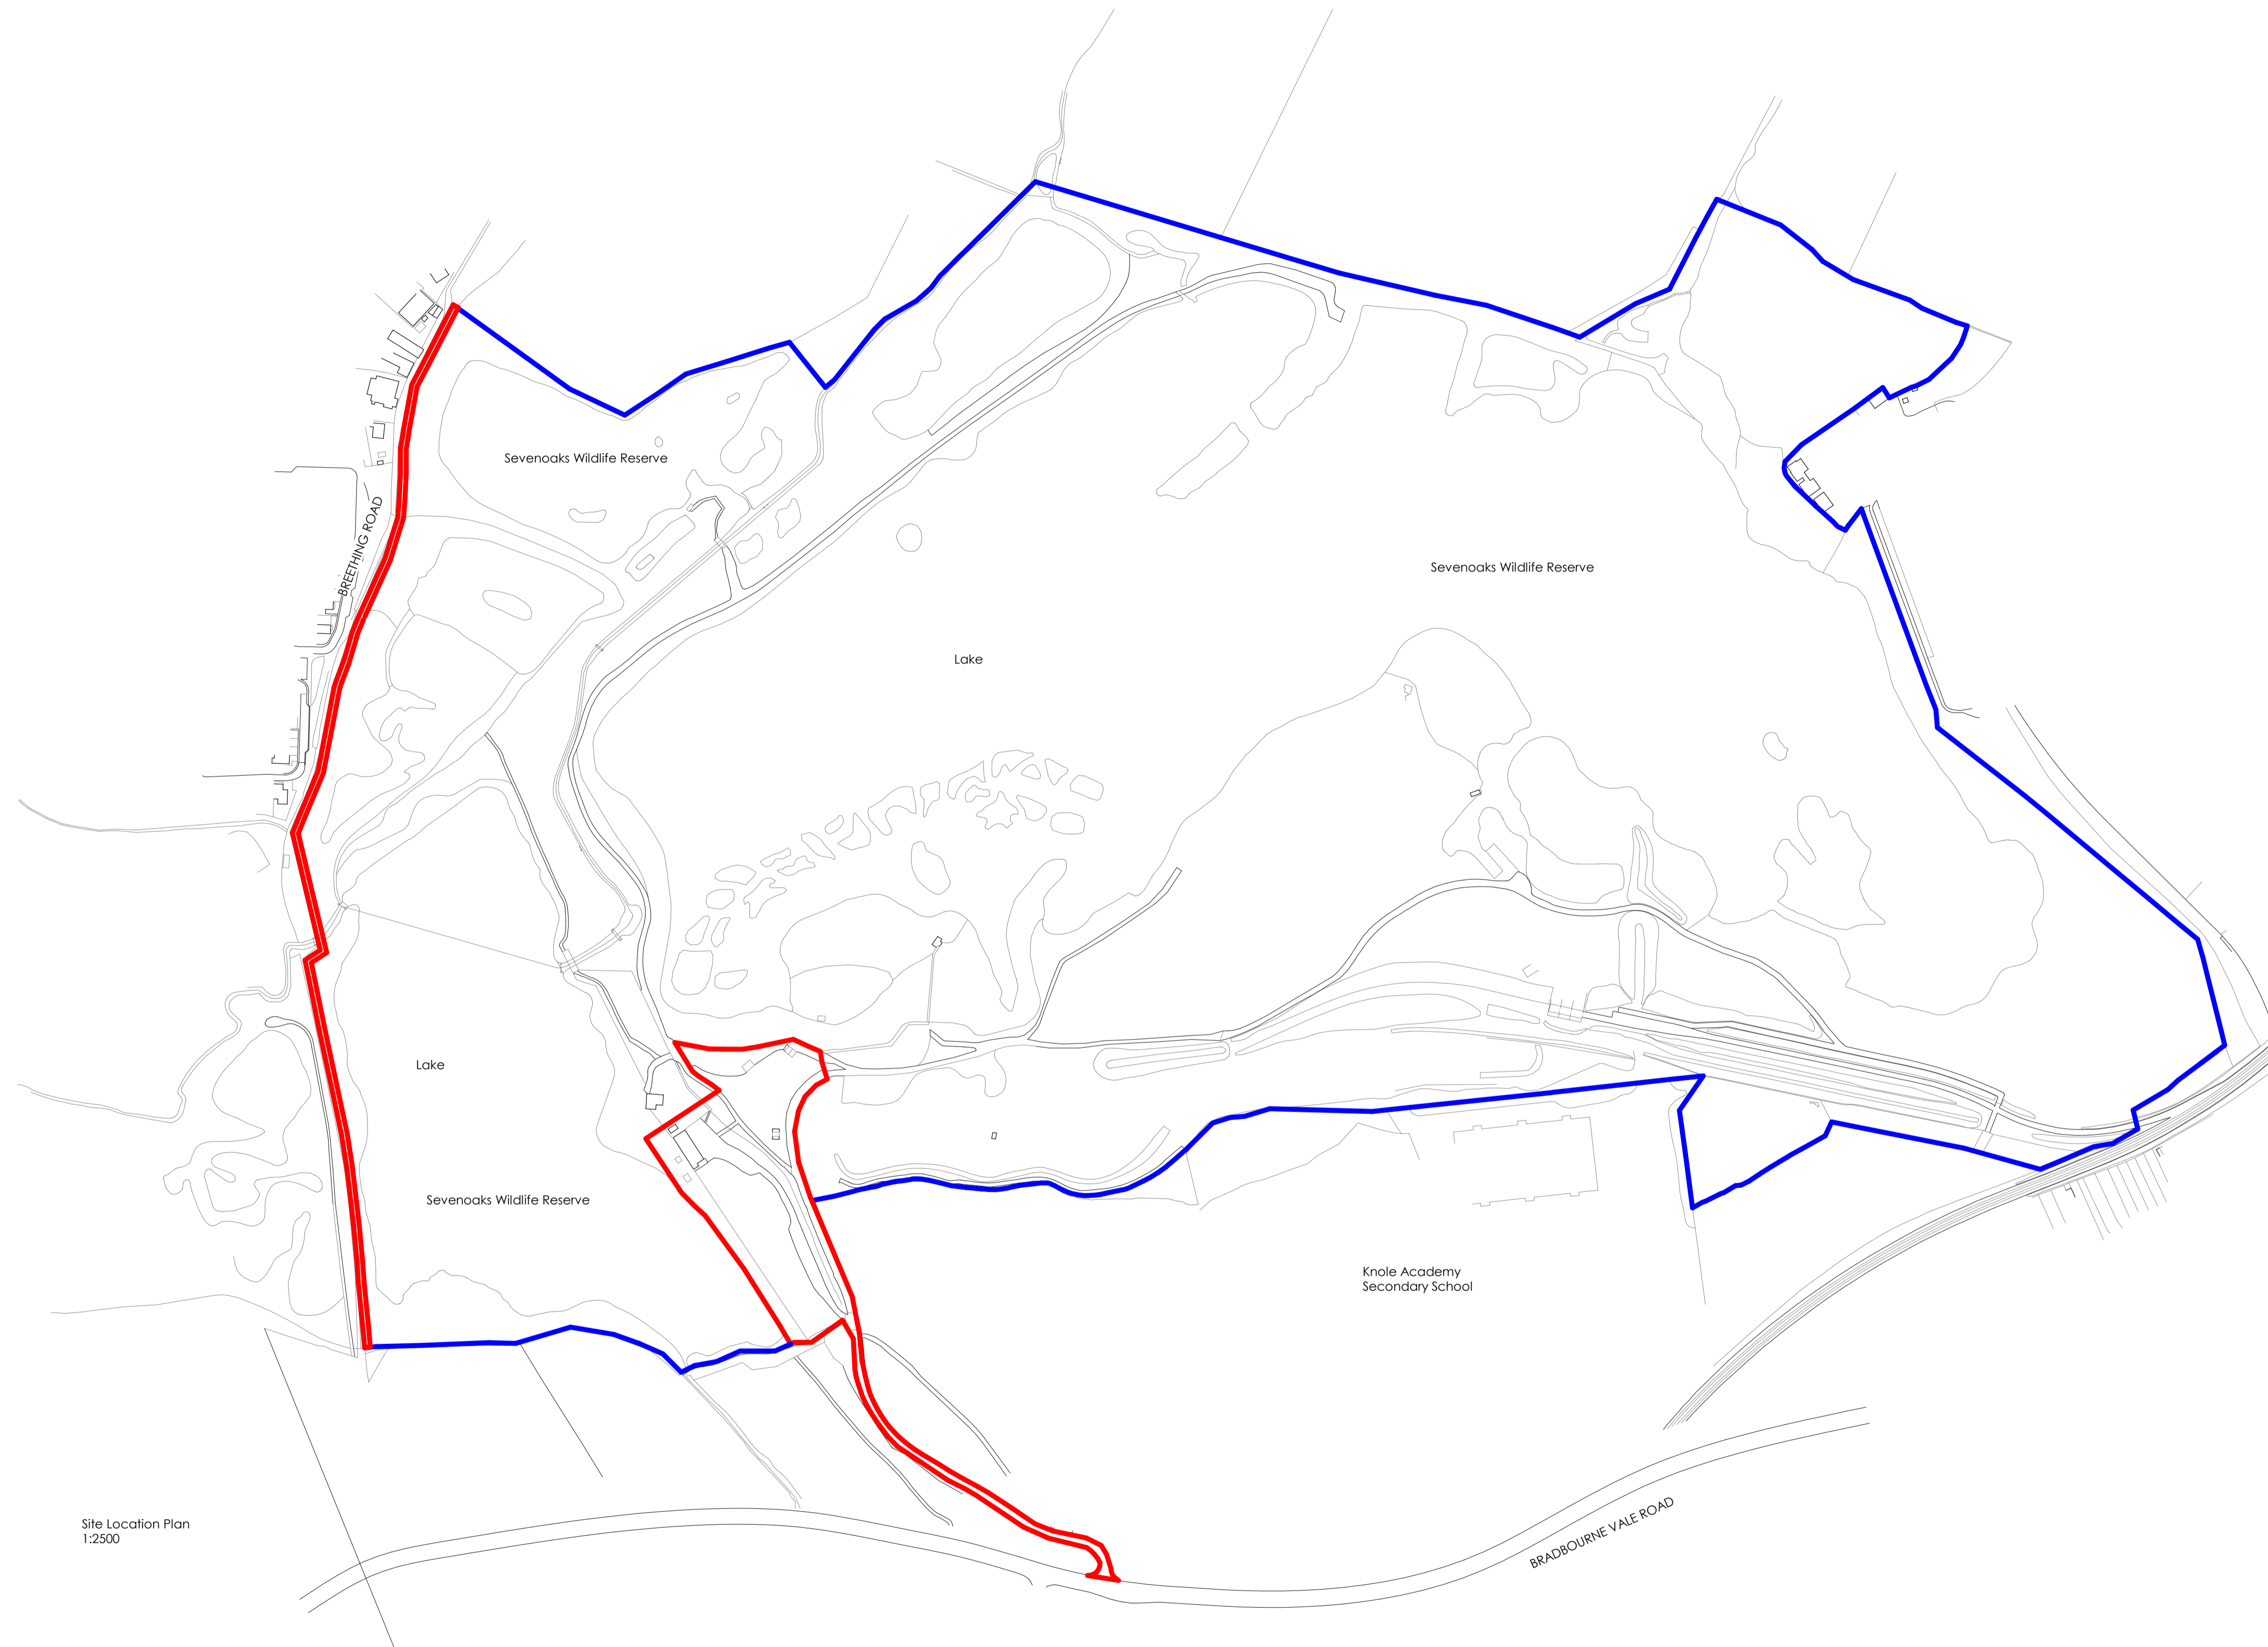 Sevenoaks Wildlife Reserve
BREETHING ROAD
Sevenoaks Wildlife Reserve
Lake
Lake
Sevenoaks Wildlife Reserve
Knole Academy
Secondary School
Site Location Plan
1:2500
BRADBOURNE VALE ROAD